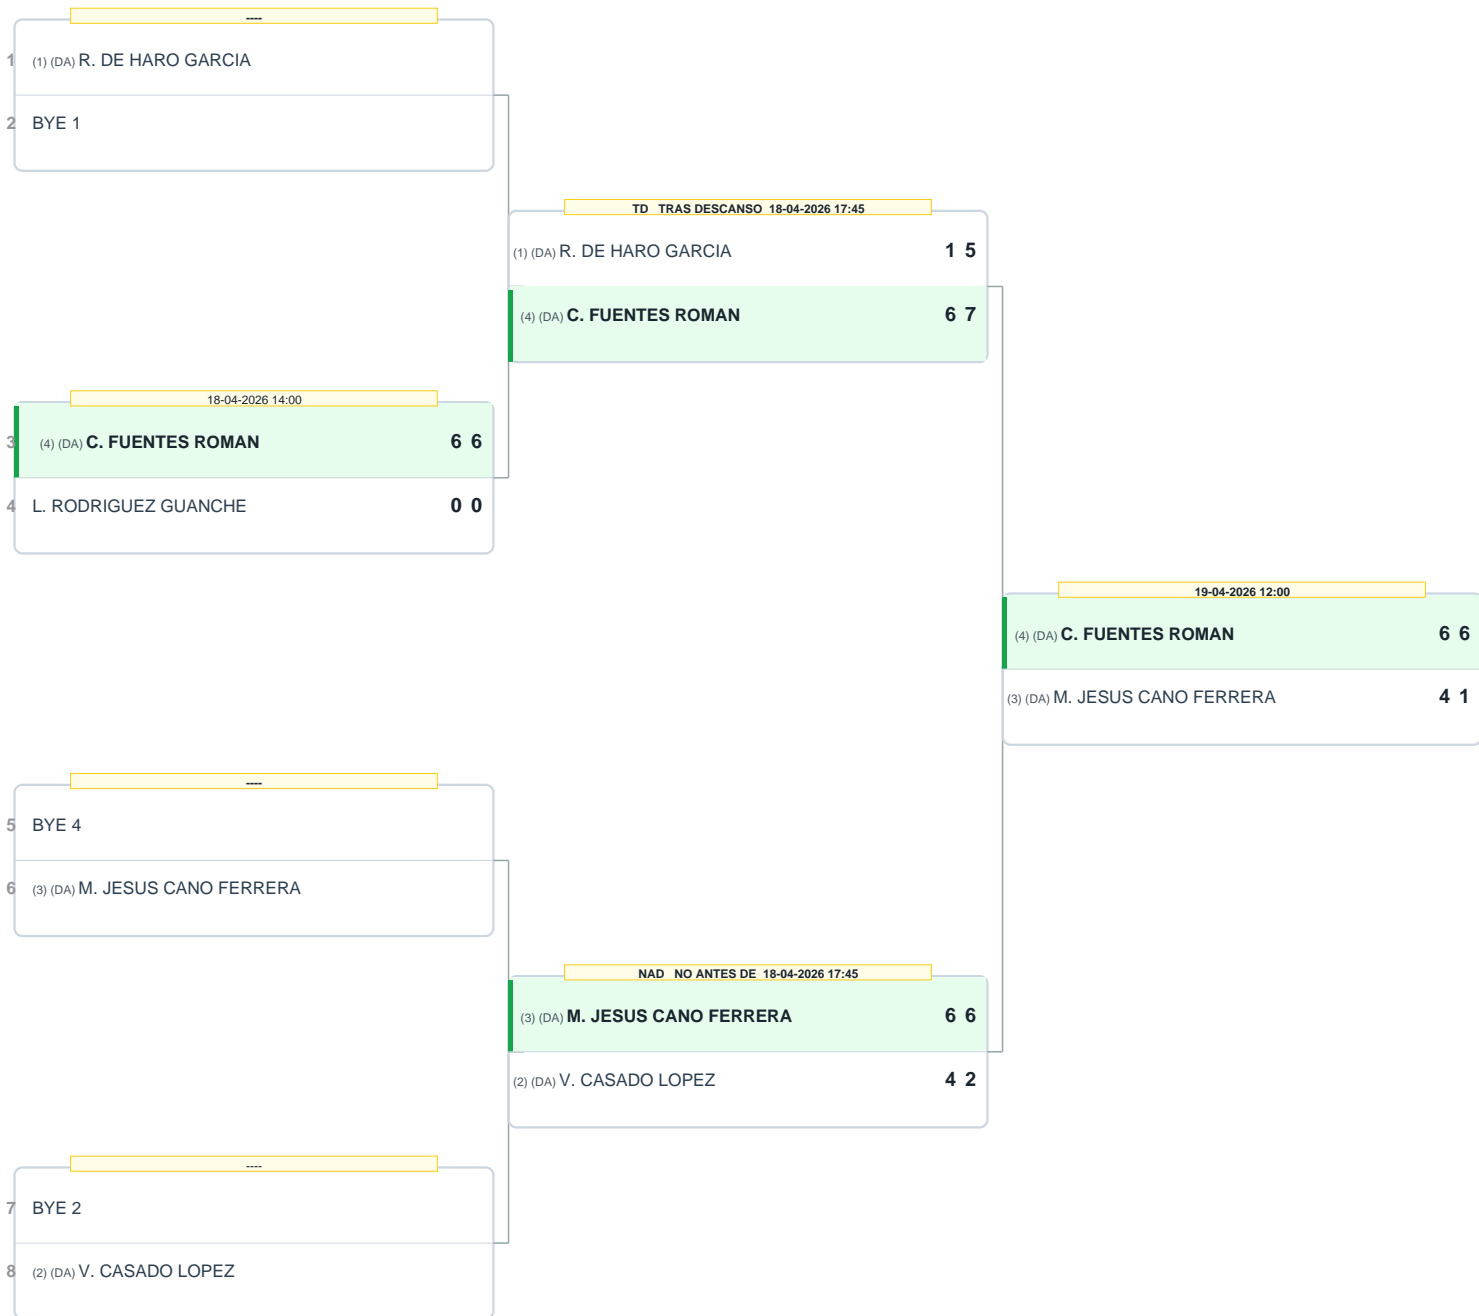 ----
1 (1) (DA) R. DE HARO GARCIA
2 BYE 1
TD TRAS DESCANSO 18-04-2026 17:45
(1) (DA) R. DE HARO GARCIA 1 5
(4) (DA) C. FUENTES ROMAN 6 7
18-04-2026 14:00
3 (4) (DA) C. FUENTES ROMAN 6 6
4 L. RODRIGUEZ GUANCHE 0 0
19-04-2026 12:00
(4) (DA) C. FUENTES ROMAN 6 6
(3) (DA) M. JESUS CANO FERRERA 4 1
----
5 BYE 4
6 (3) (DA) M. JESUS CANO FERRERA
NAD NO ANTES DE 18-04-2026 17:45
(3) (DA) M. JESUS CANO FERRERA 6 6
(2) (DA) V. CASADO LOPEZ 4 2
----
7 BYE 2
8 (2) (DA) V. CASADO LOPEZ